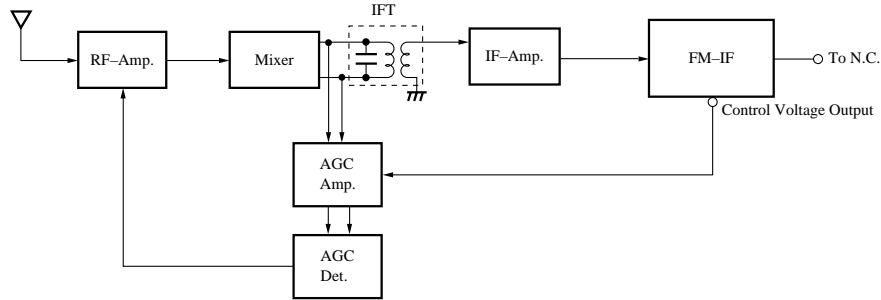 IFT
RF–Amp.
Mixer
IF–Amp.
FM–IF
To N.C.
Control Voltage Output
AGC
Amp.
AGC
Det.